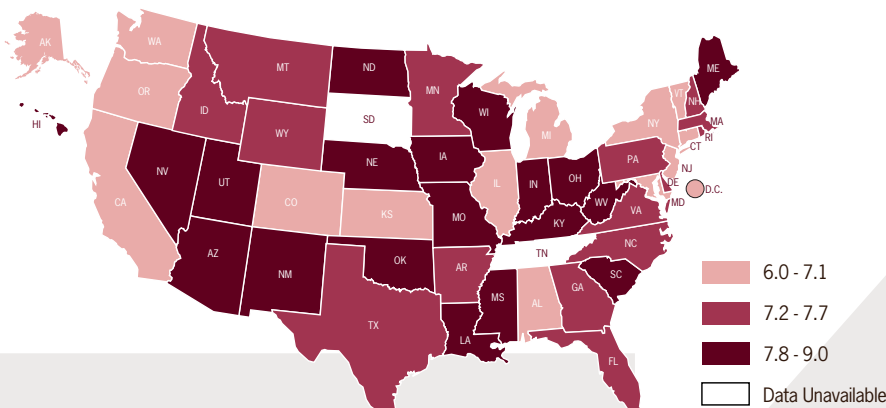 AK
WA
OR
CA
HI
NV
ID
MT
WY
UT
AZ
CO
NM
ND
SD
NE
KS
OK
TX
MN
IA
MO
AR
LA
WI
IL
MI
IN
OH
KY
TN
MS
AL
GA
FL
SC
NC
VA
WV
PA
NY
VT
NH
ME
MA
RI
CT
NJ
DE
D.C.
MD
6.0 - 7.1
7.2 - 7.7
7.8 - 9.0
Data Unavailable